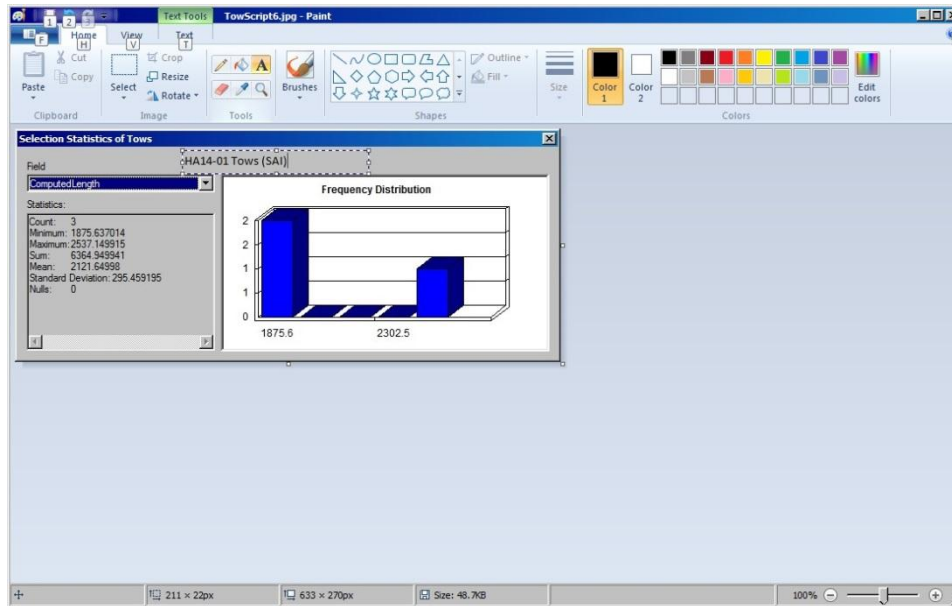 1 2 3
Text Tools TowScript6.jpg - Paint
F Home View Text
H V T
Paste
Cut
Copy
Clipboard
Select
Crop
Resize
Rotate
Image
A
Tools
Brushes
Outline
Fill
Shapes
Size
Color 1
Color 2
Edit colors
Colors
Selection Statistics of Tows
HA14-01 Tows (SAI)
Field
ComputedLength
Statistics:
Count: 3
Minimum: 1875.637014
Maximum: 2537.149915
Sum: 6364.949941
Mean: 2121.64998
Standard Deviation: 295.459195
Nulls: 0
Frequency Distribution
2
2
1
1
0
1875.6 2302.5
211 × 22px 633 × 270px Size: 48.7KB 100%